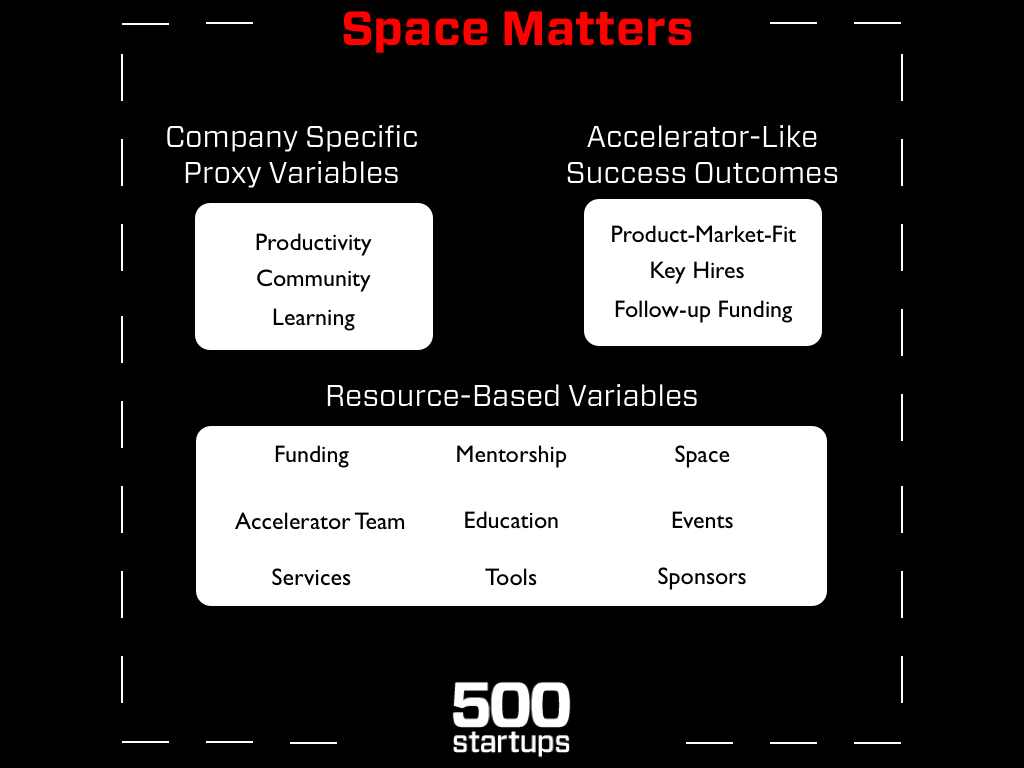 Space Matters
Company Specific
Proxy Variables
Productivity
Community
Learning
Accelerator-Like
Success Outcomes
Product-Market-Fit
Key Hires
Follow-up Funding
Resource-Based Variables
Funding Mentorship Space
Accelerator Team Education Events
Services Tools Sponsors
500
startups